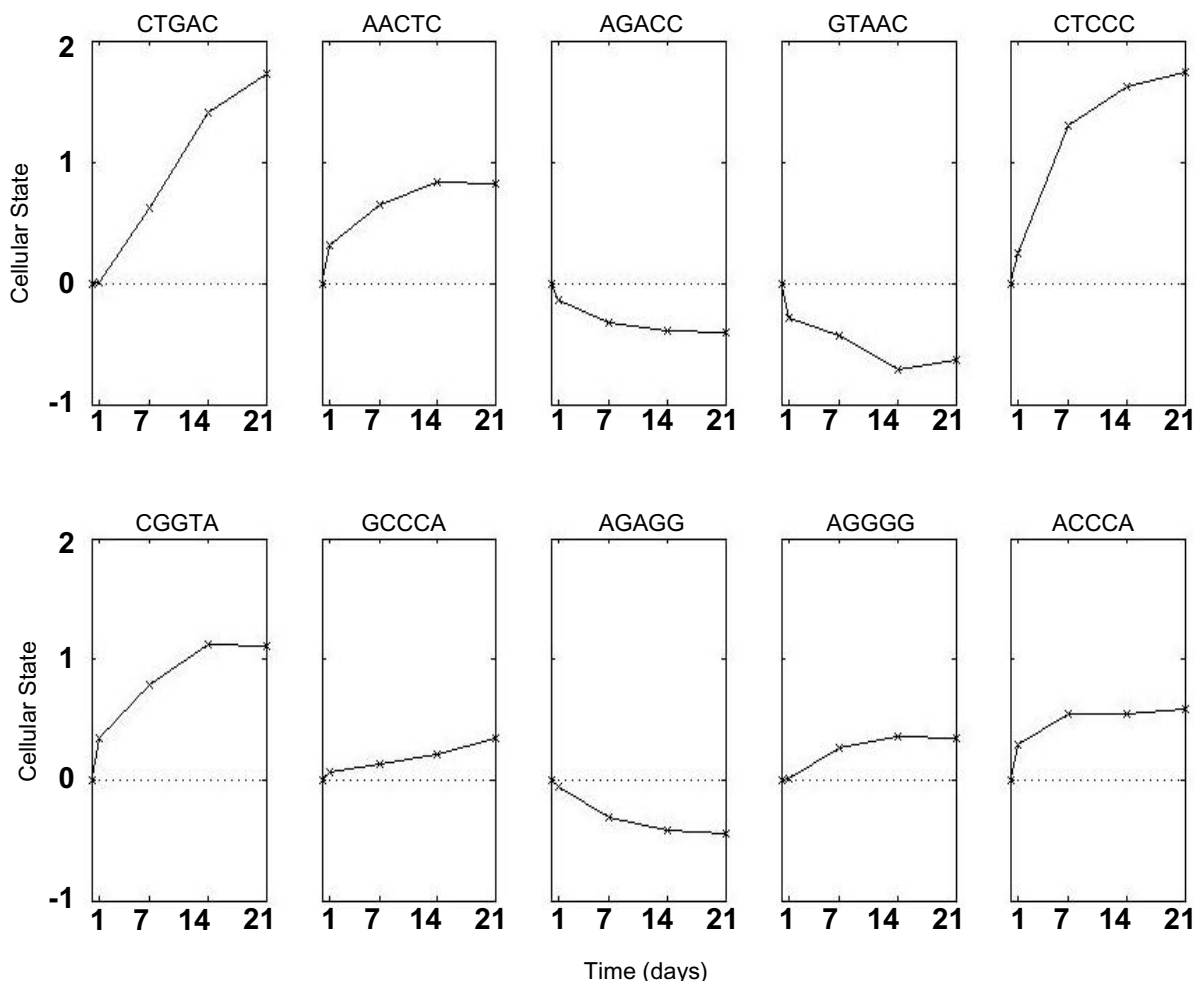 CTGAC AACTC AGACC GTAAC CTCCC
2
1
0
-1
Cellular State
1 7 14 21 1 7 14 21 1 7 14 21 1 7 14 21 1 7 14 21
CGGTA GCCCA AGAGG AGGGG ACCCA
2
1
0
-1
Cellular State
1 7 14 21 1 7 14 21 1 7 14 21 1 7 14 21 1 7 14 21
Time (days)